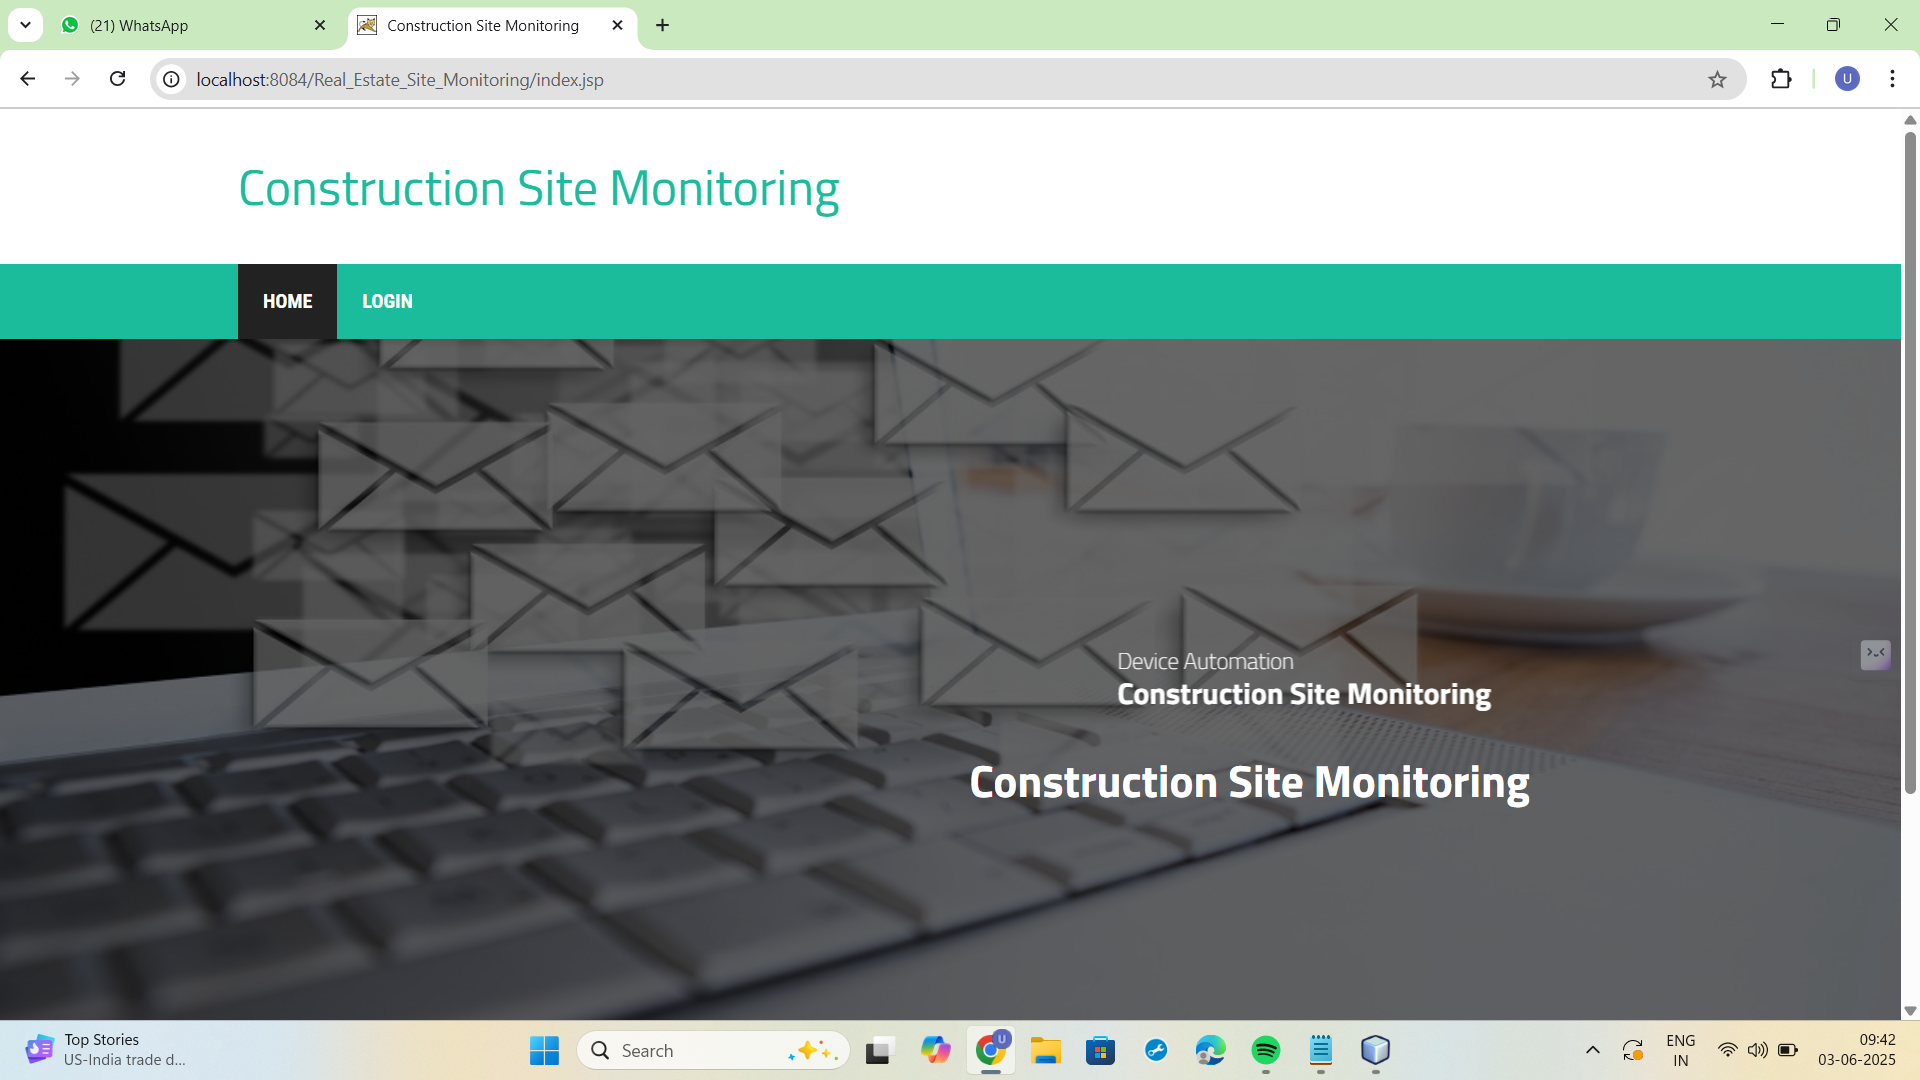 (21) WhatsApp
Construction Site Monitoring
localhost:8084/Real_Estate_Site_Monitoring/index.jsp
U
Construction Site Monitoring
HOME
LOGIN
Device Automation
Construction Site Monitoring
Construction Site Monitoring
Top Stories
US-India trade d...
Search
U
ENG
IN
09:42
03-06-2025